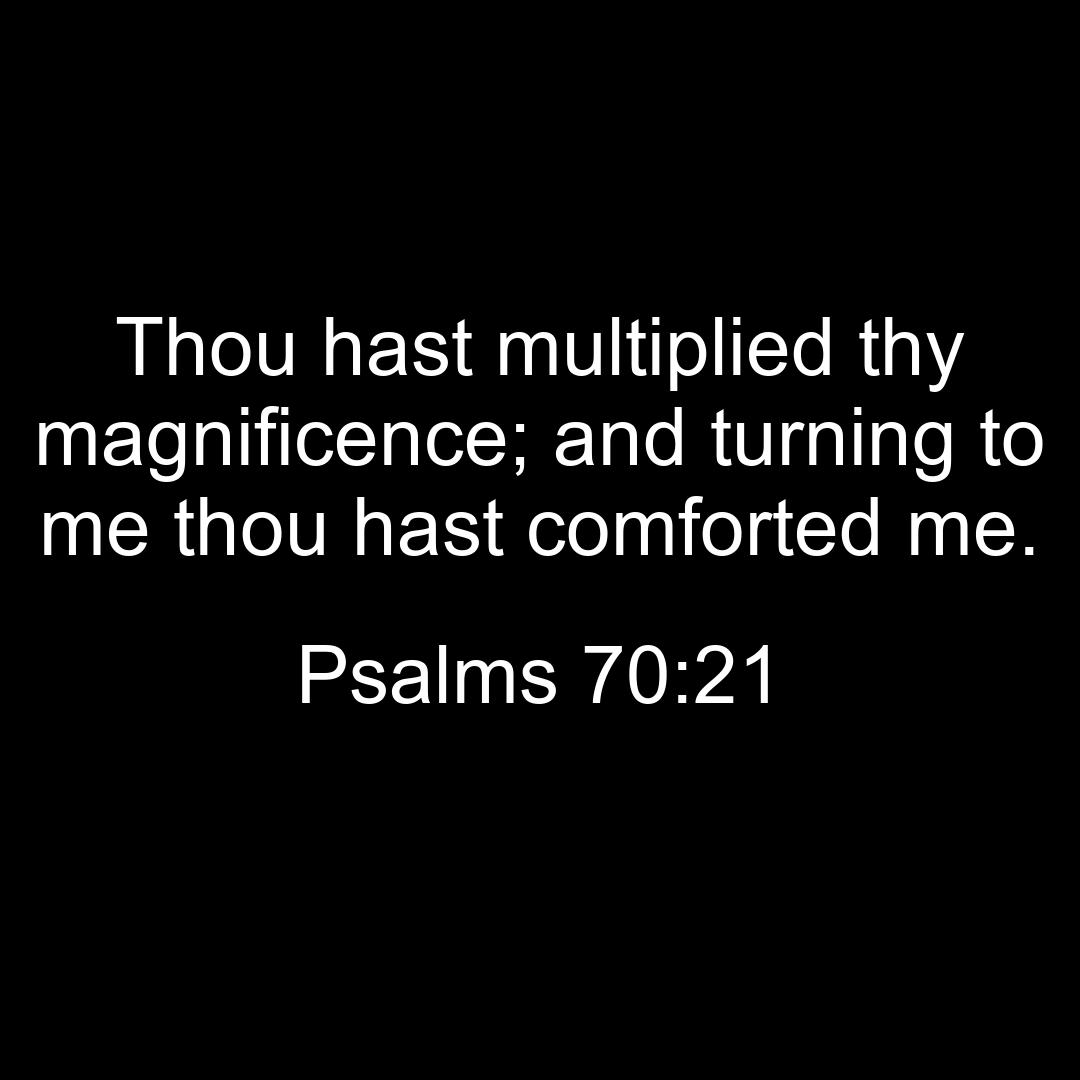 Thou hast multiplied thy
magnificence; and turning to
me thou hast comforted me.
Psalms 70:21